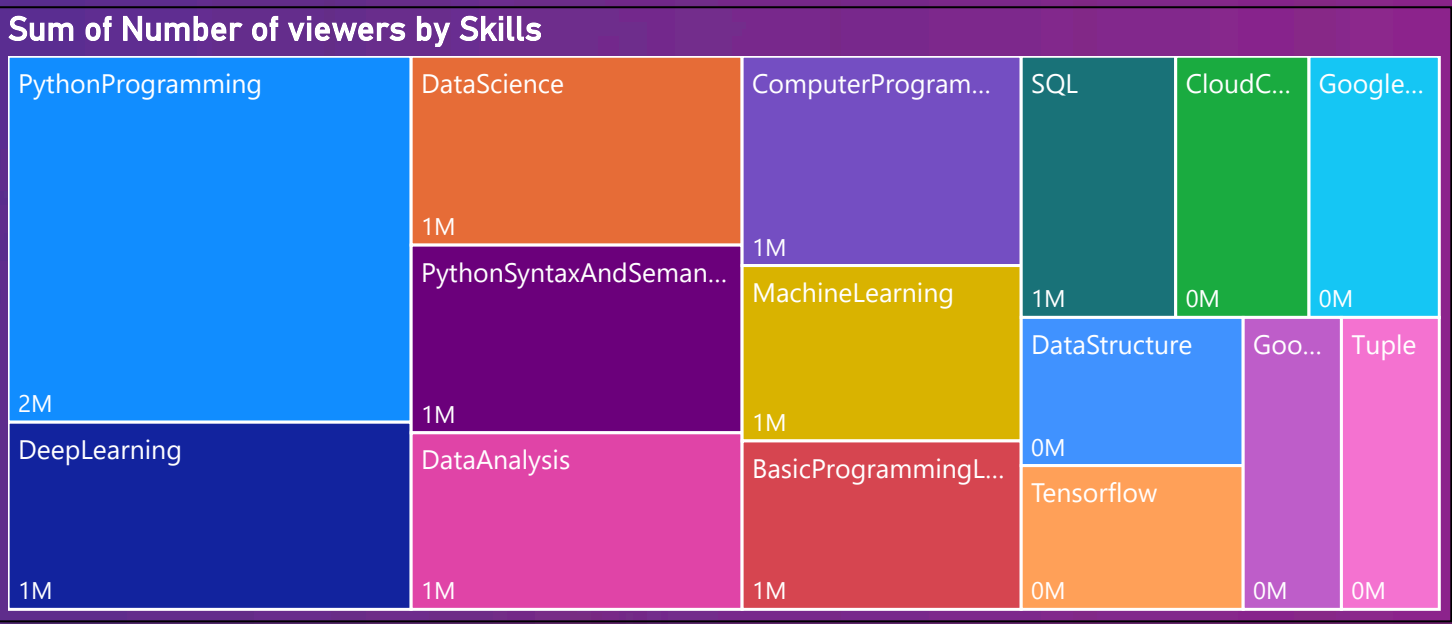 Sum of Number of viewers by Skills
PythonProgramming
2M
DeepLearning
1M
DataScience
1M
PythonSyntaxAndSeman...
1M
DataAnalysis
1M
ComputerProgram...
1M
MachineLearning
1M
BasicProgrammingL...
1M
SQL
1M
CloudC...
0M
Google...
0M
DataStructure
0M
Tensorflow
0M
Goo...
0M
Tuple
0M